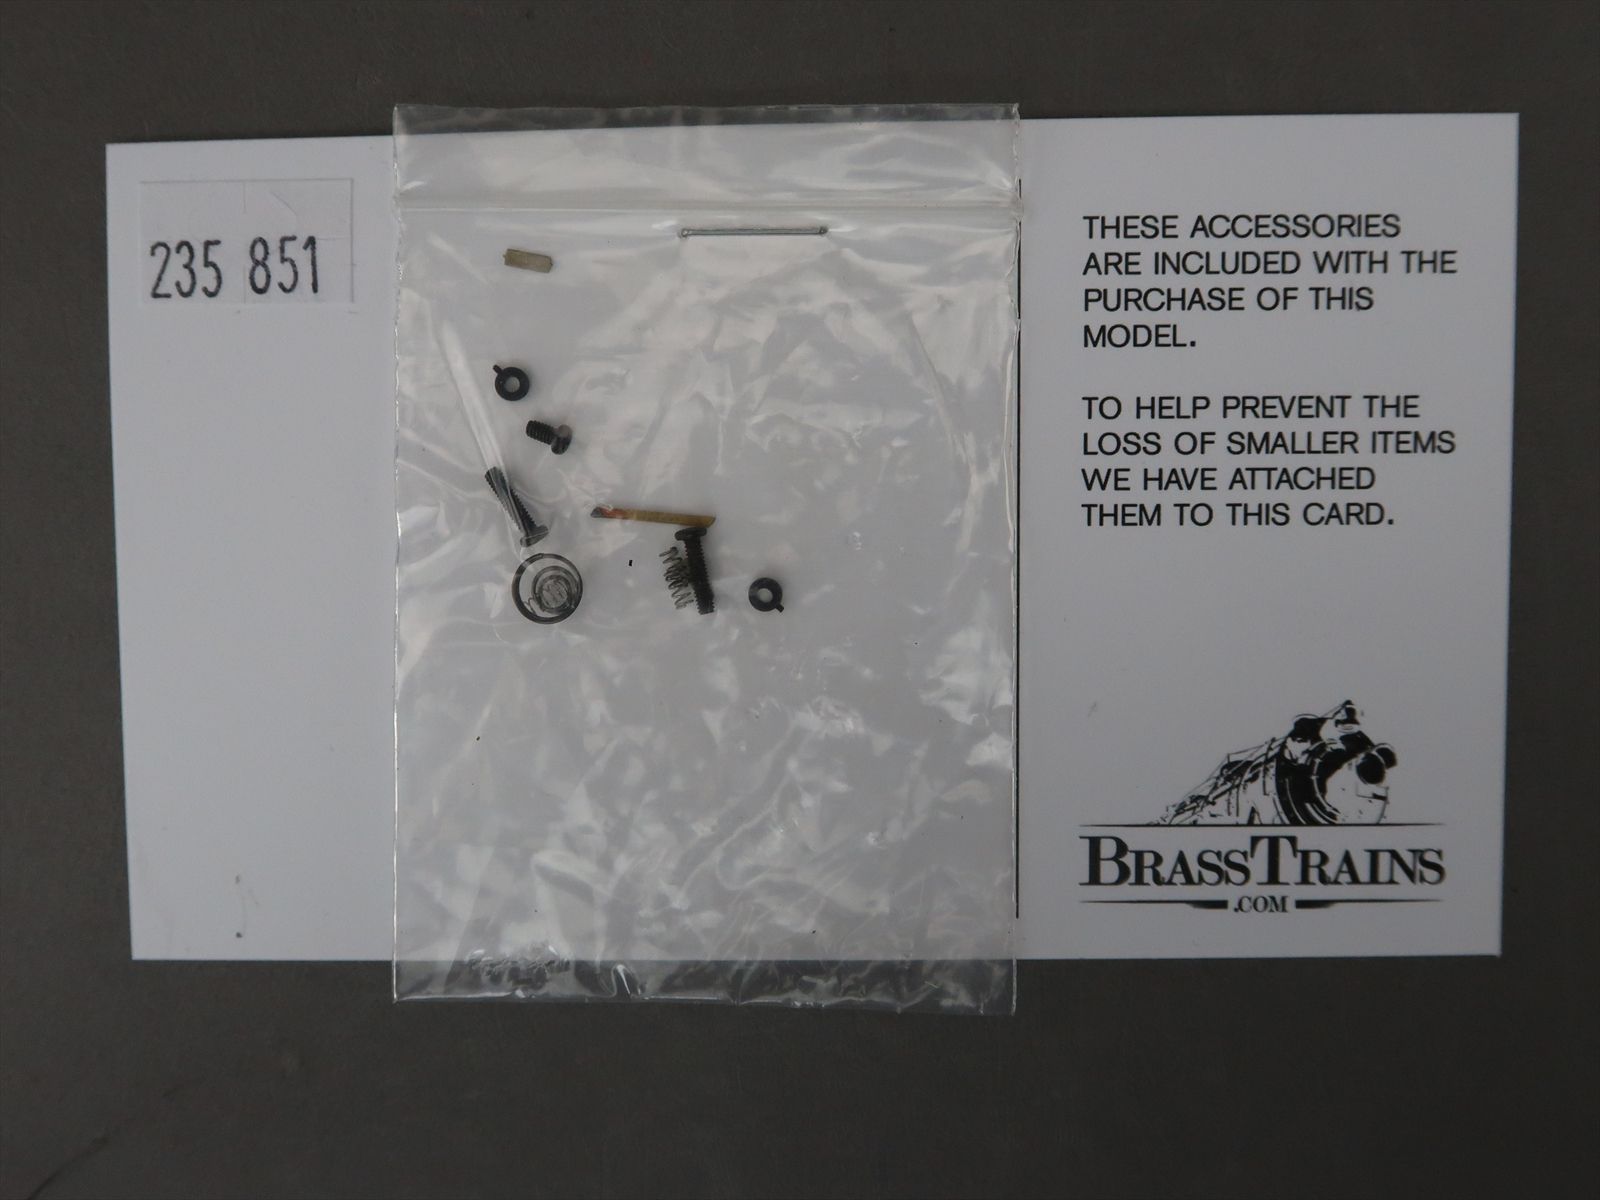 235 851
THESE ACCESSORIES
ARE INCLUDED WITH THE
PURCHASE OF THIS
MODEL.
TO HELP PREVENT THE
LOSS OF SMALLER ITEMS
WE HAVE ATTACHED
THEM TO THIS CARD.
BRASSTRAINS
.COM